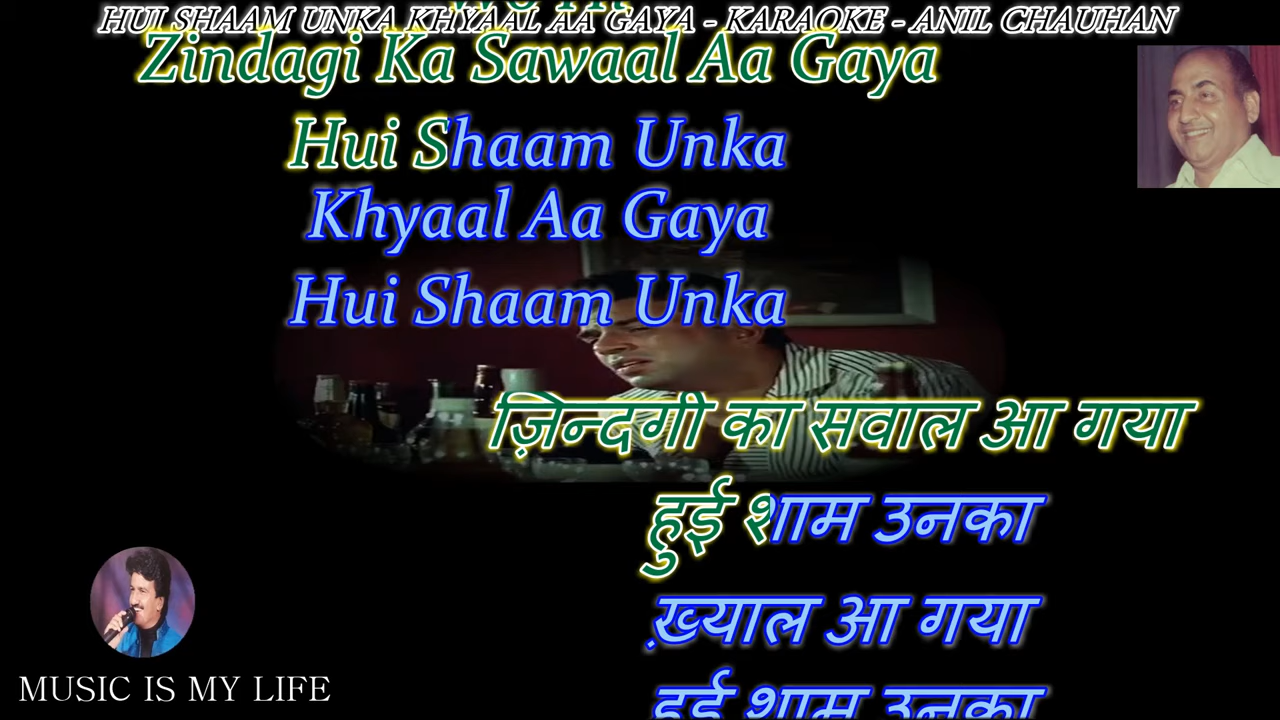 HUI SHAAM UNKA KHYAAL AA GAYA - KARAOKE - ANIL CHAUHAN
Zindagi Ka Sawaal Aa Gaya
Hui Shaam Unka
Khyaal Aa Gaya
Hui Shaam Unka
ज़िन्दगी का सवाल आ गया
हुई शाम उनका
ख़्याल आ गया
हुई शाम उनका
MUSIC IS MY LIFE